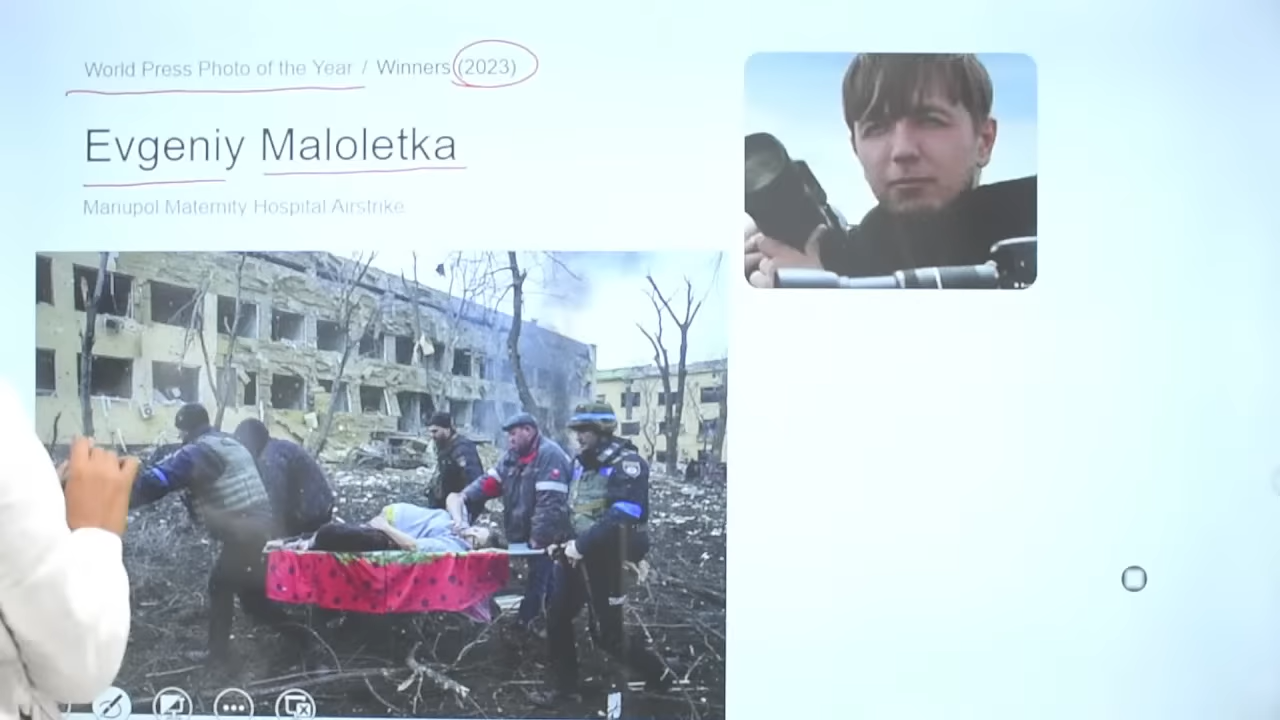 World Press Photo of the Year / Winners (2023)
Evgeniy Maloletka
Mariupol Maternity Hospital Airstrike